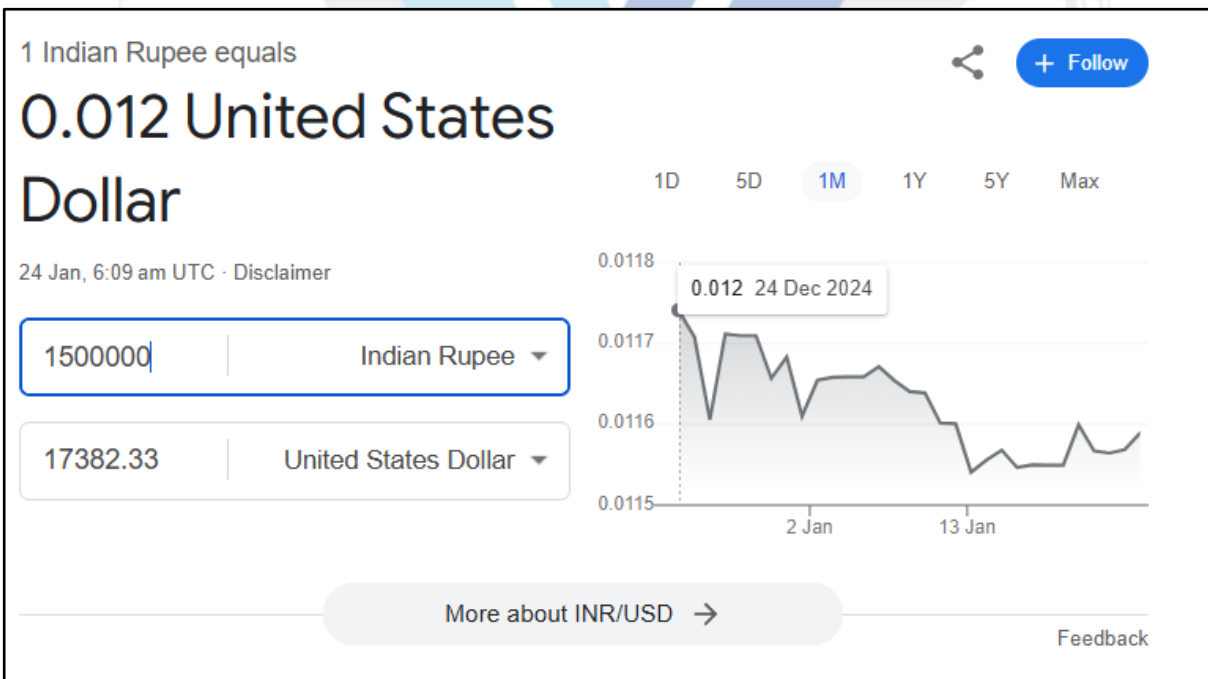 1 Indian Rupee equals
0.012 United States
Dollar
24 Jan, 6:09 am UTC · Disclaimer
1500000 Indian Rupee
17382.33 United States Dollar
+ Follow
1D 5D 1M 1Y 5Y Max
0.0118
0.012 24 Dec 2024
0.0117
0.0116
0.0115
2 Jan 13 Jan
More about INR/USD →
Feedback